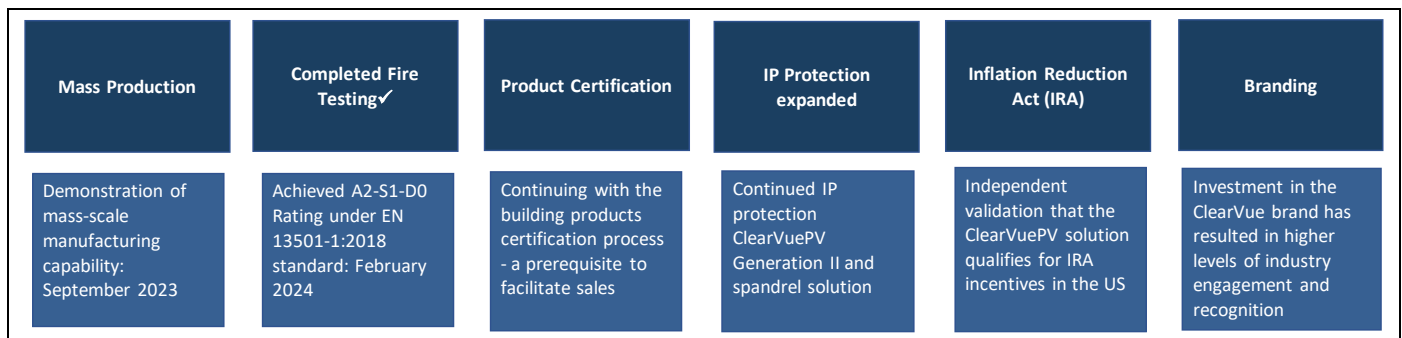 Mass Production
Completed Fire
Testing✓
Product Certification
IP Protection
expanded
Inflation Reduction
Act (IRA)
Branding
Demonstration of
mass-scale
manufacturing
capability:
September 2023
Achieved A2-S1-D0
Rating under EN
13501-1:2018
standard: February
2024
Continuing with the
building products
certification process
- a prerequisite to
facilitate sales
Continued IP
protection
ClearVuePV
Generation II and
spandrel solution
Independent
validation that the
ClearVuePV solution
qualifies for IRA
incentives in the US
Investment in the
ClearVue brand has
resulted in higher
levels of industry
engagement and
recognition